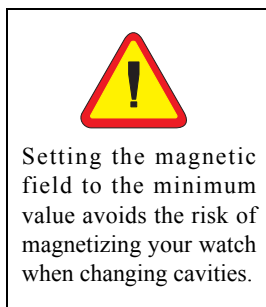 Setting the magnetic
field to the minimum
value avoids the risk of
magnetizing your watch
when changing cavities.